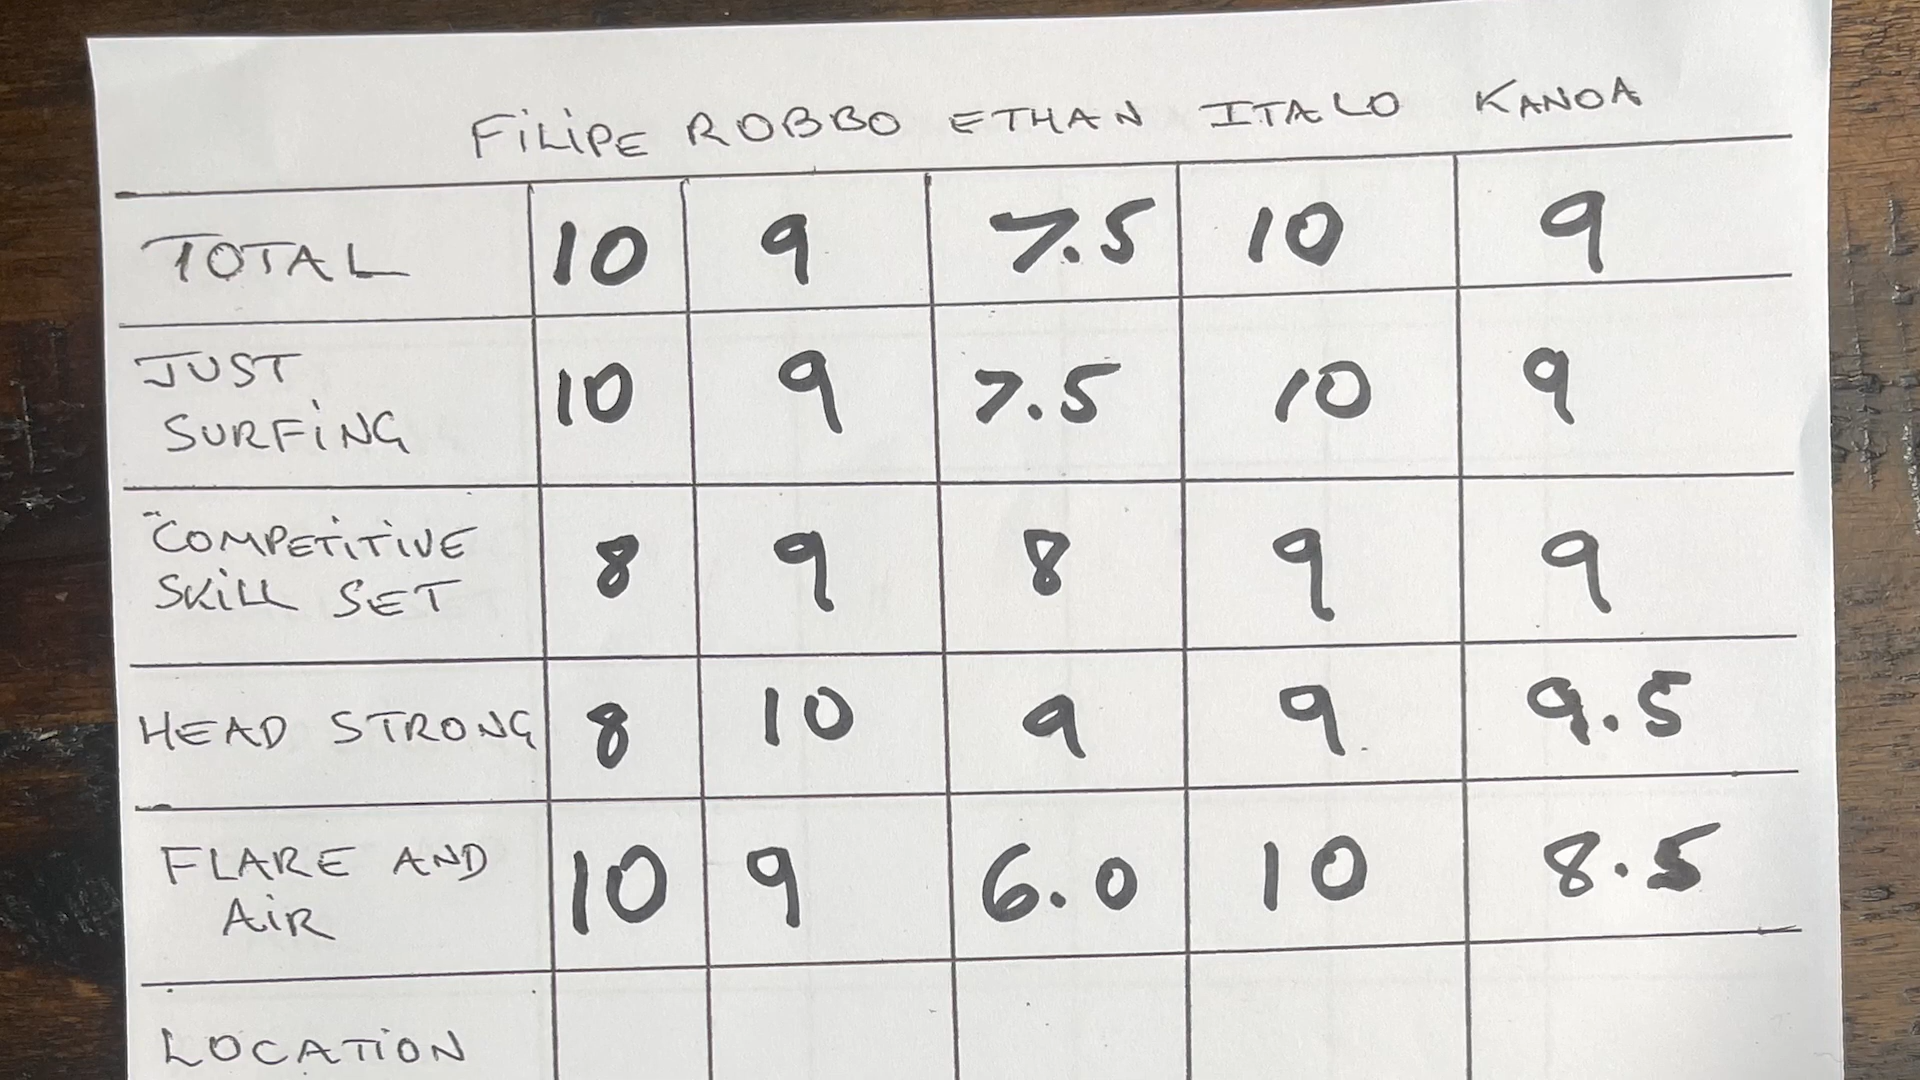 FILIPE ROBBO ETHAN ITALO KANOA
TOTAL 10 9 7.5 10 9
JUST
SURFING 10 9 7.5 10 9
COMPETITIVE
SKILL SET 8 9 8 9 9
HEAD STRONG 8 10 9 9 9.5
FLARE AND
AIR 10 9 6.0 10 8.5
LOCATION